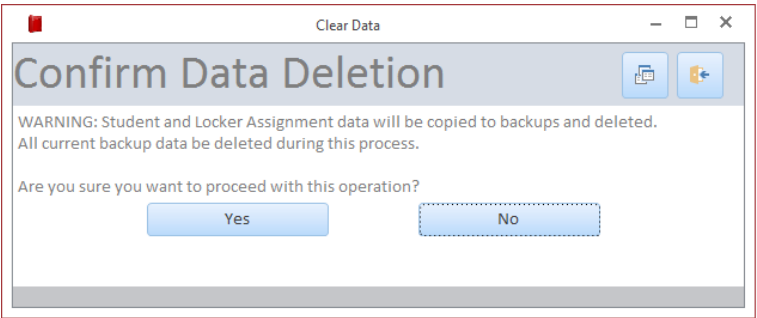 Clear Data
Confirm Data Deletion
WARNING: Student and Locker Assignment data will be copied to backups and deleted.
All current backup data be deleted during this process.
Are you sure you want to proceed with this operation?
Yes No